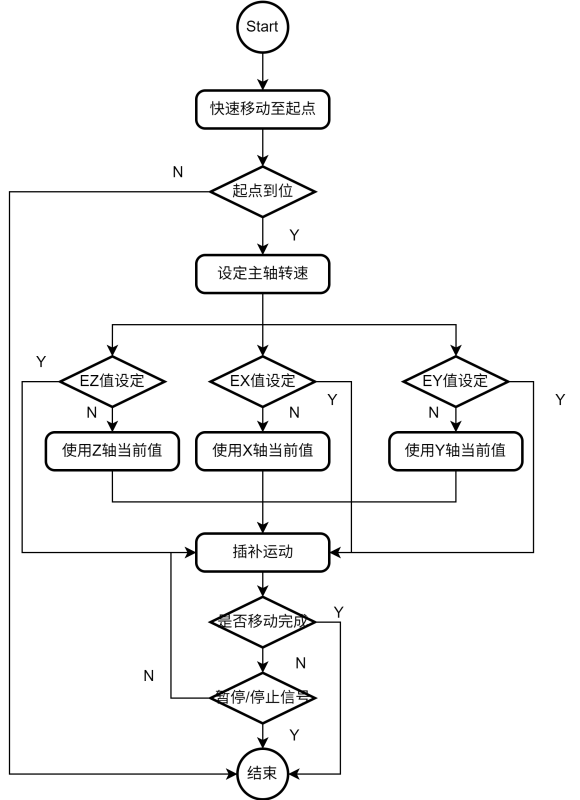 Start
快速移动至起点
N
起点到位
Y
设定主轴转速
Y
EZ值设定
EX值设定
EY值设定
Y
Y
N
N
N
使用Z轴当前值
使用X轴当前值
使用Y轴当前值
插补运动
Y
是否移动完成
N
N
暂停/停止信号
Y
结束